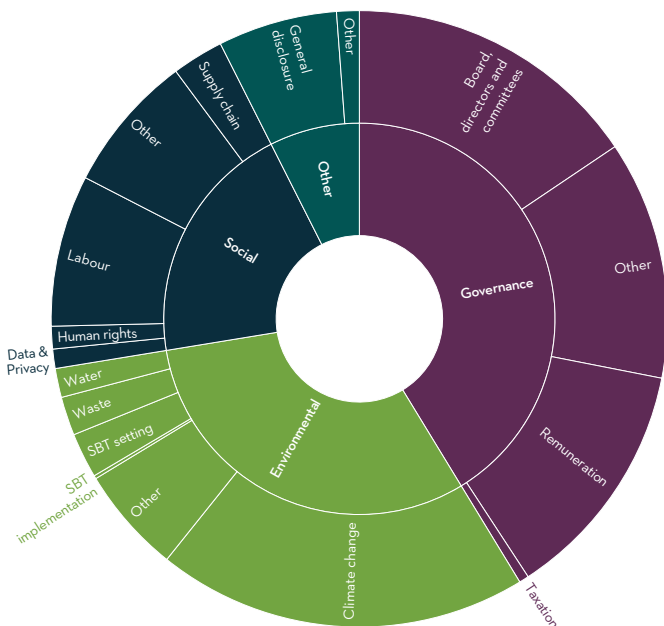 Board,
directors and
committees
Other
Remuneration
Taxation
Climate change
Other
SBT
implementation
SBT setting
Waste
Water
Data &
Privacy
Human rights
Labour
Other
Supply chain
General
disclosure
Other
Governance
Environmental
Social
Other